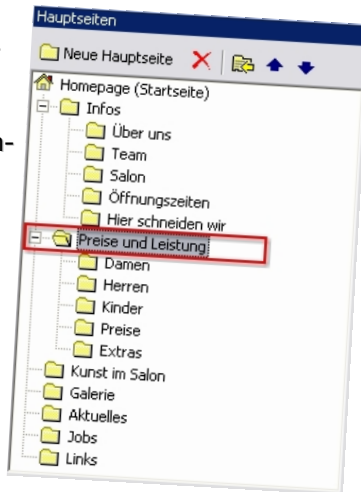 Hauptseiten
Neue Hauptseite
Homepage (Startseite)
Infos
Über uns
Team
Salon
Öffnungszeiten
Hier schneiden wir
Preise und Leistung
Damen
Herren
Kinder
Preise
Extras
Kunst im Salon
Galerie
Aktuelles
Jobs
Links